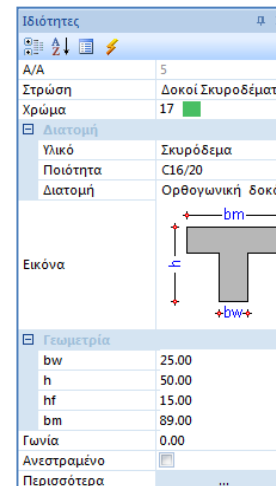 Ιδιότητες
Α/Α 5
Στρώση Δοκοί Σκυροδέματ
Χρώμα 17
Διατομή
Υλικό Σκυρόδεμα
Ποιότητα C16/20
Διατομή Ορθογωνική δοκ
bm
Εικόνα h
bw
Γεωμετρία
bw 25.00
h 50.00
hf 15.00
bm 89.00
Γωνία 0.00
Ανεστραμένο
Περισσότερα ...